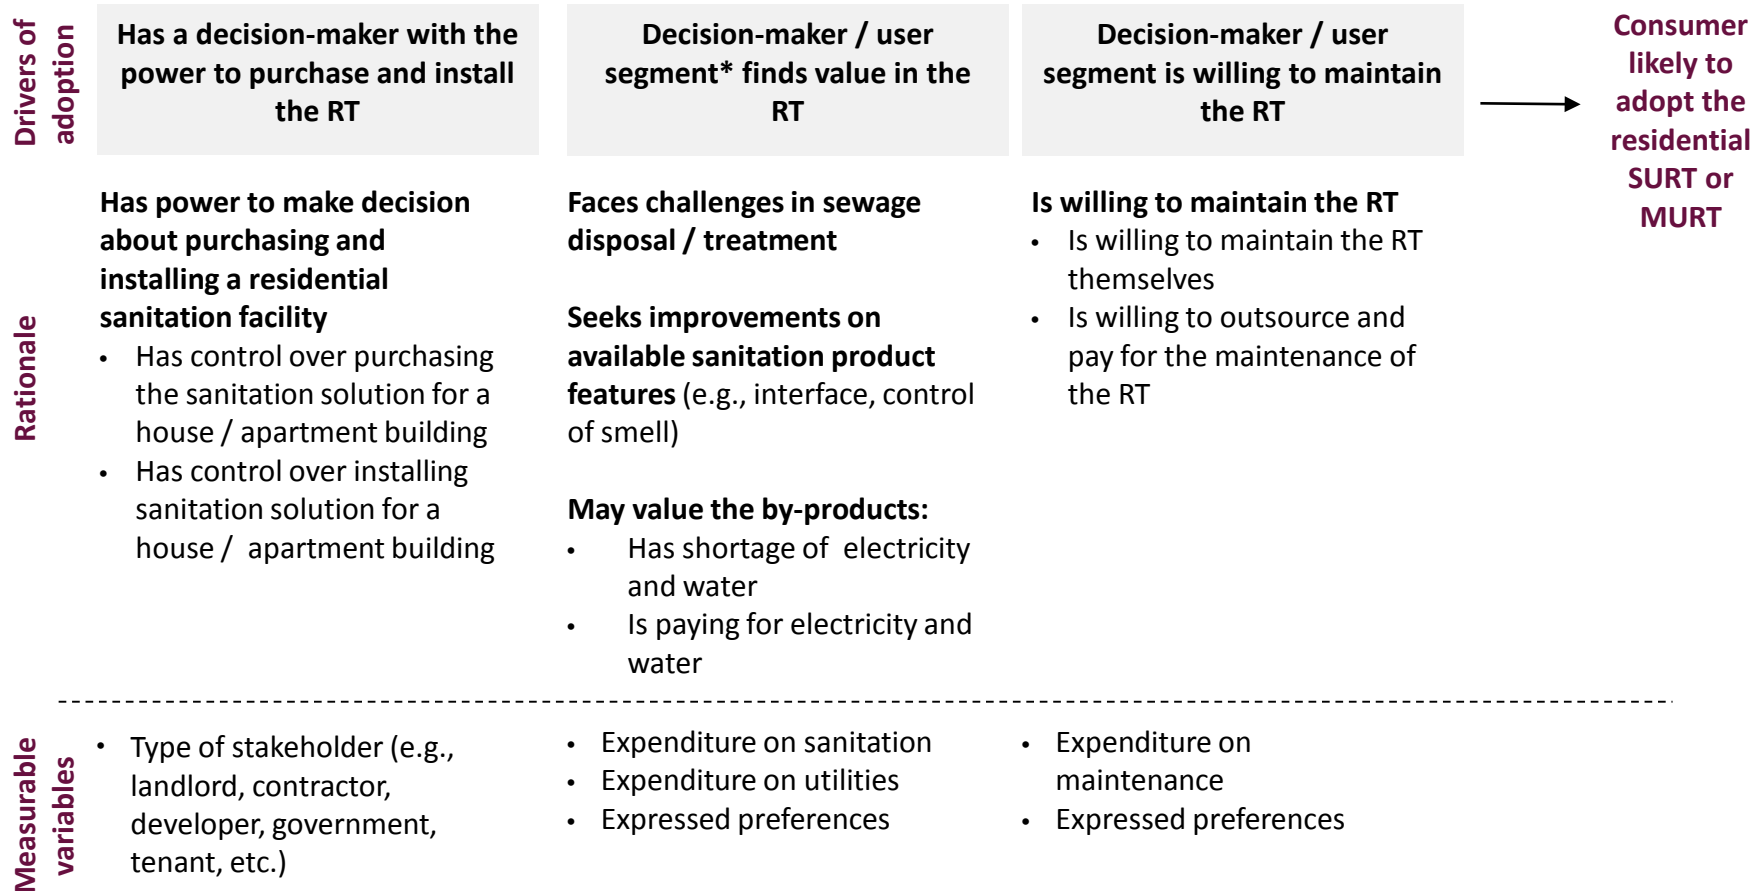 Drivers of
adoption
Has a decision-maker with the
power to purchase and install
the RT
Decision-maker / user
segment* finds value in the
RT
Decision-maker / user
segment is willing to maintain
the RT
Consumer
likely to
adopt the
residential
SURT or
MURT
Rationale
Has power to make decision
about purchasing and
installing a residential
sanitation facility
• Has control over purchasing
the sanitation solution for a
house / apartment building
• Has control over installing
sanitation solution for a
house / apartment building
Faces challenges in sewage
disposal / treatment
Seeks improvements on
available sanitation product
features (e.g., interface, control
of smell)
May value the by-products:
• Has shortage of electricity
and water
• Is paying for electricity and
water
Is willing to maintain the RT
• Is willing to maintain the RT
themselves
• Is willing to outsource and
pay for the maintenance of
the RT
Measurable
variables
• Type of stakeholder (e.g.,
landlord, contractor,
developer, government,
tenant, etc.)
• Expenditure on sanitation
• Expenditure on utilities
• Expressed preferences
• Expenditure on
maintenance
• Expressed preferences